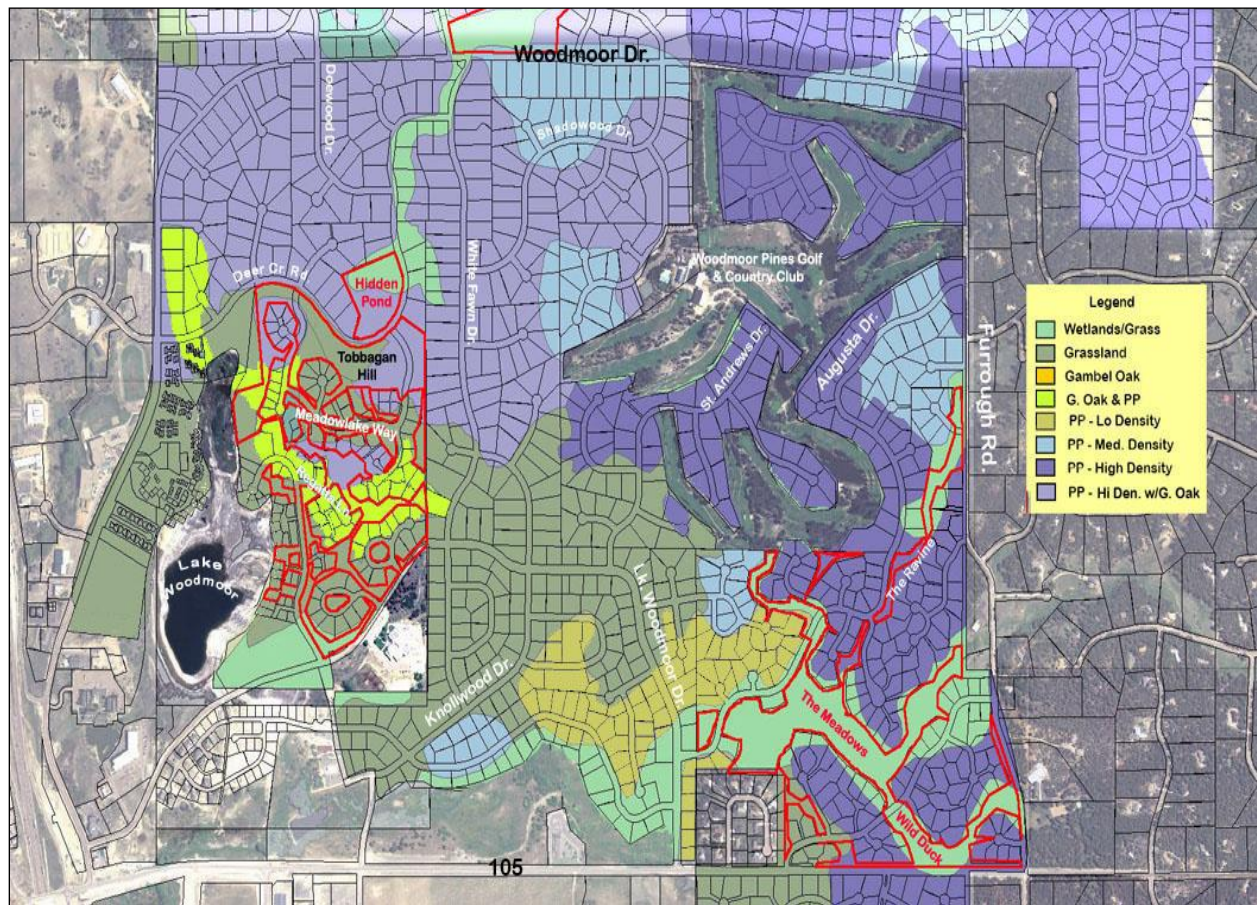 Woodmoor Dr.
Doewood Dr.
Shadowood Dr.
White Fawn Dr.
Woodmoor Pines Golf
& Country Club
Deer Cr. Rd
Hidden
Pond
Tobbagan
Hill
Meadowlake Way
St. Andrews Dr.
Augusta Dr.
Furrough Rd
Legend
Wetlands/Grass
Grassland
Gambel Oak
G. Oak & PP
PP - Lo Density
PP - Med. Density
PP - High Density
PP - Hi Den. w/G. Oak
Lake
Woodmoor
The Ravine
Lk Woodmoor Dr.
Knollwood Dr.
The Meadows
Wild Duck
105